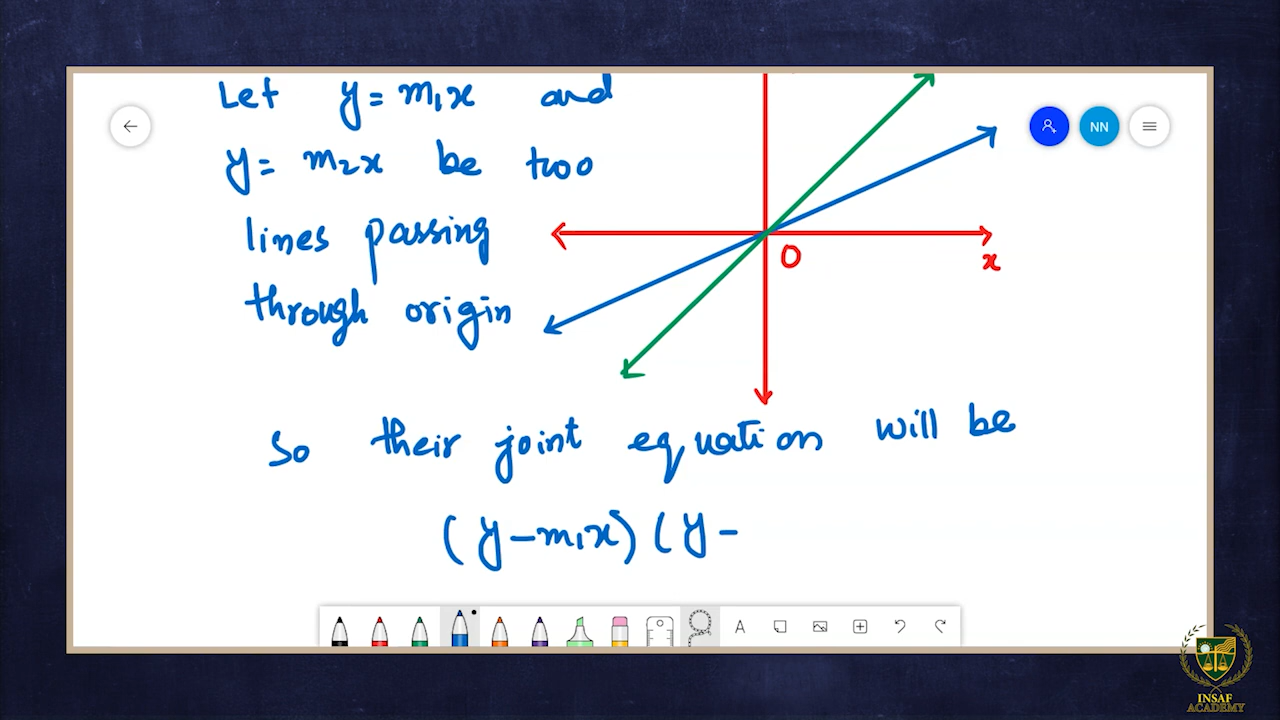 Let y = m₁x and
y = m₂x be two
lines passing
through origin
NN
O
x
So their joint equation will be
(y - m₁x) (y -
A
INSAF
ACADEMY